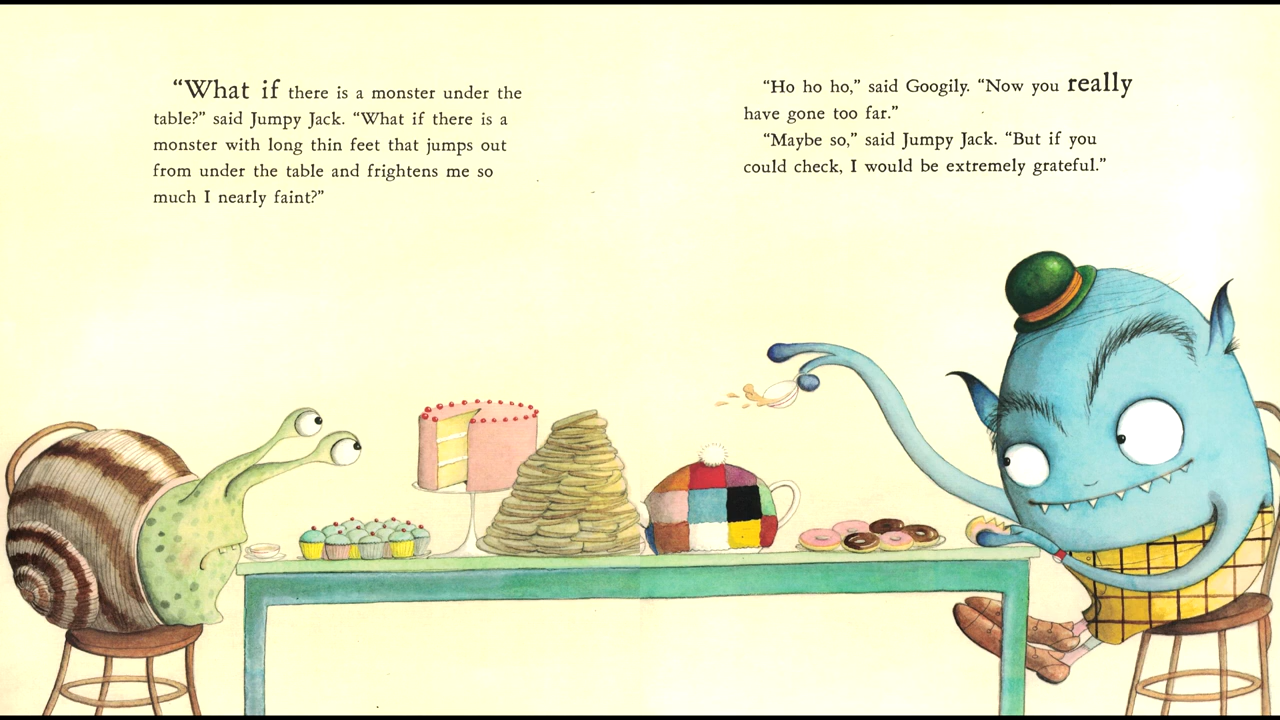 “What if there is a monster under the
table?” said Jumpy Jack. “What if there is a
monster with long thin feet that jumps out
from under the table and frightens me so
much I nearly faint?”
“Ho ho ho,” said Googily. “Now you really
have gone too far.”
“Maybe so,” said Jumpy Jack. “But if you
could check, I would be extremely grateful.”